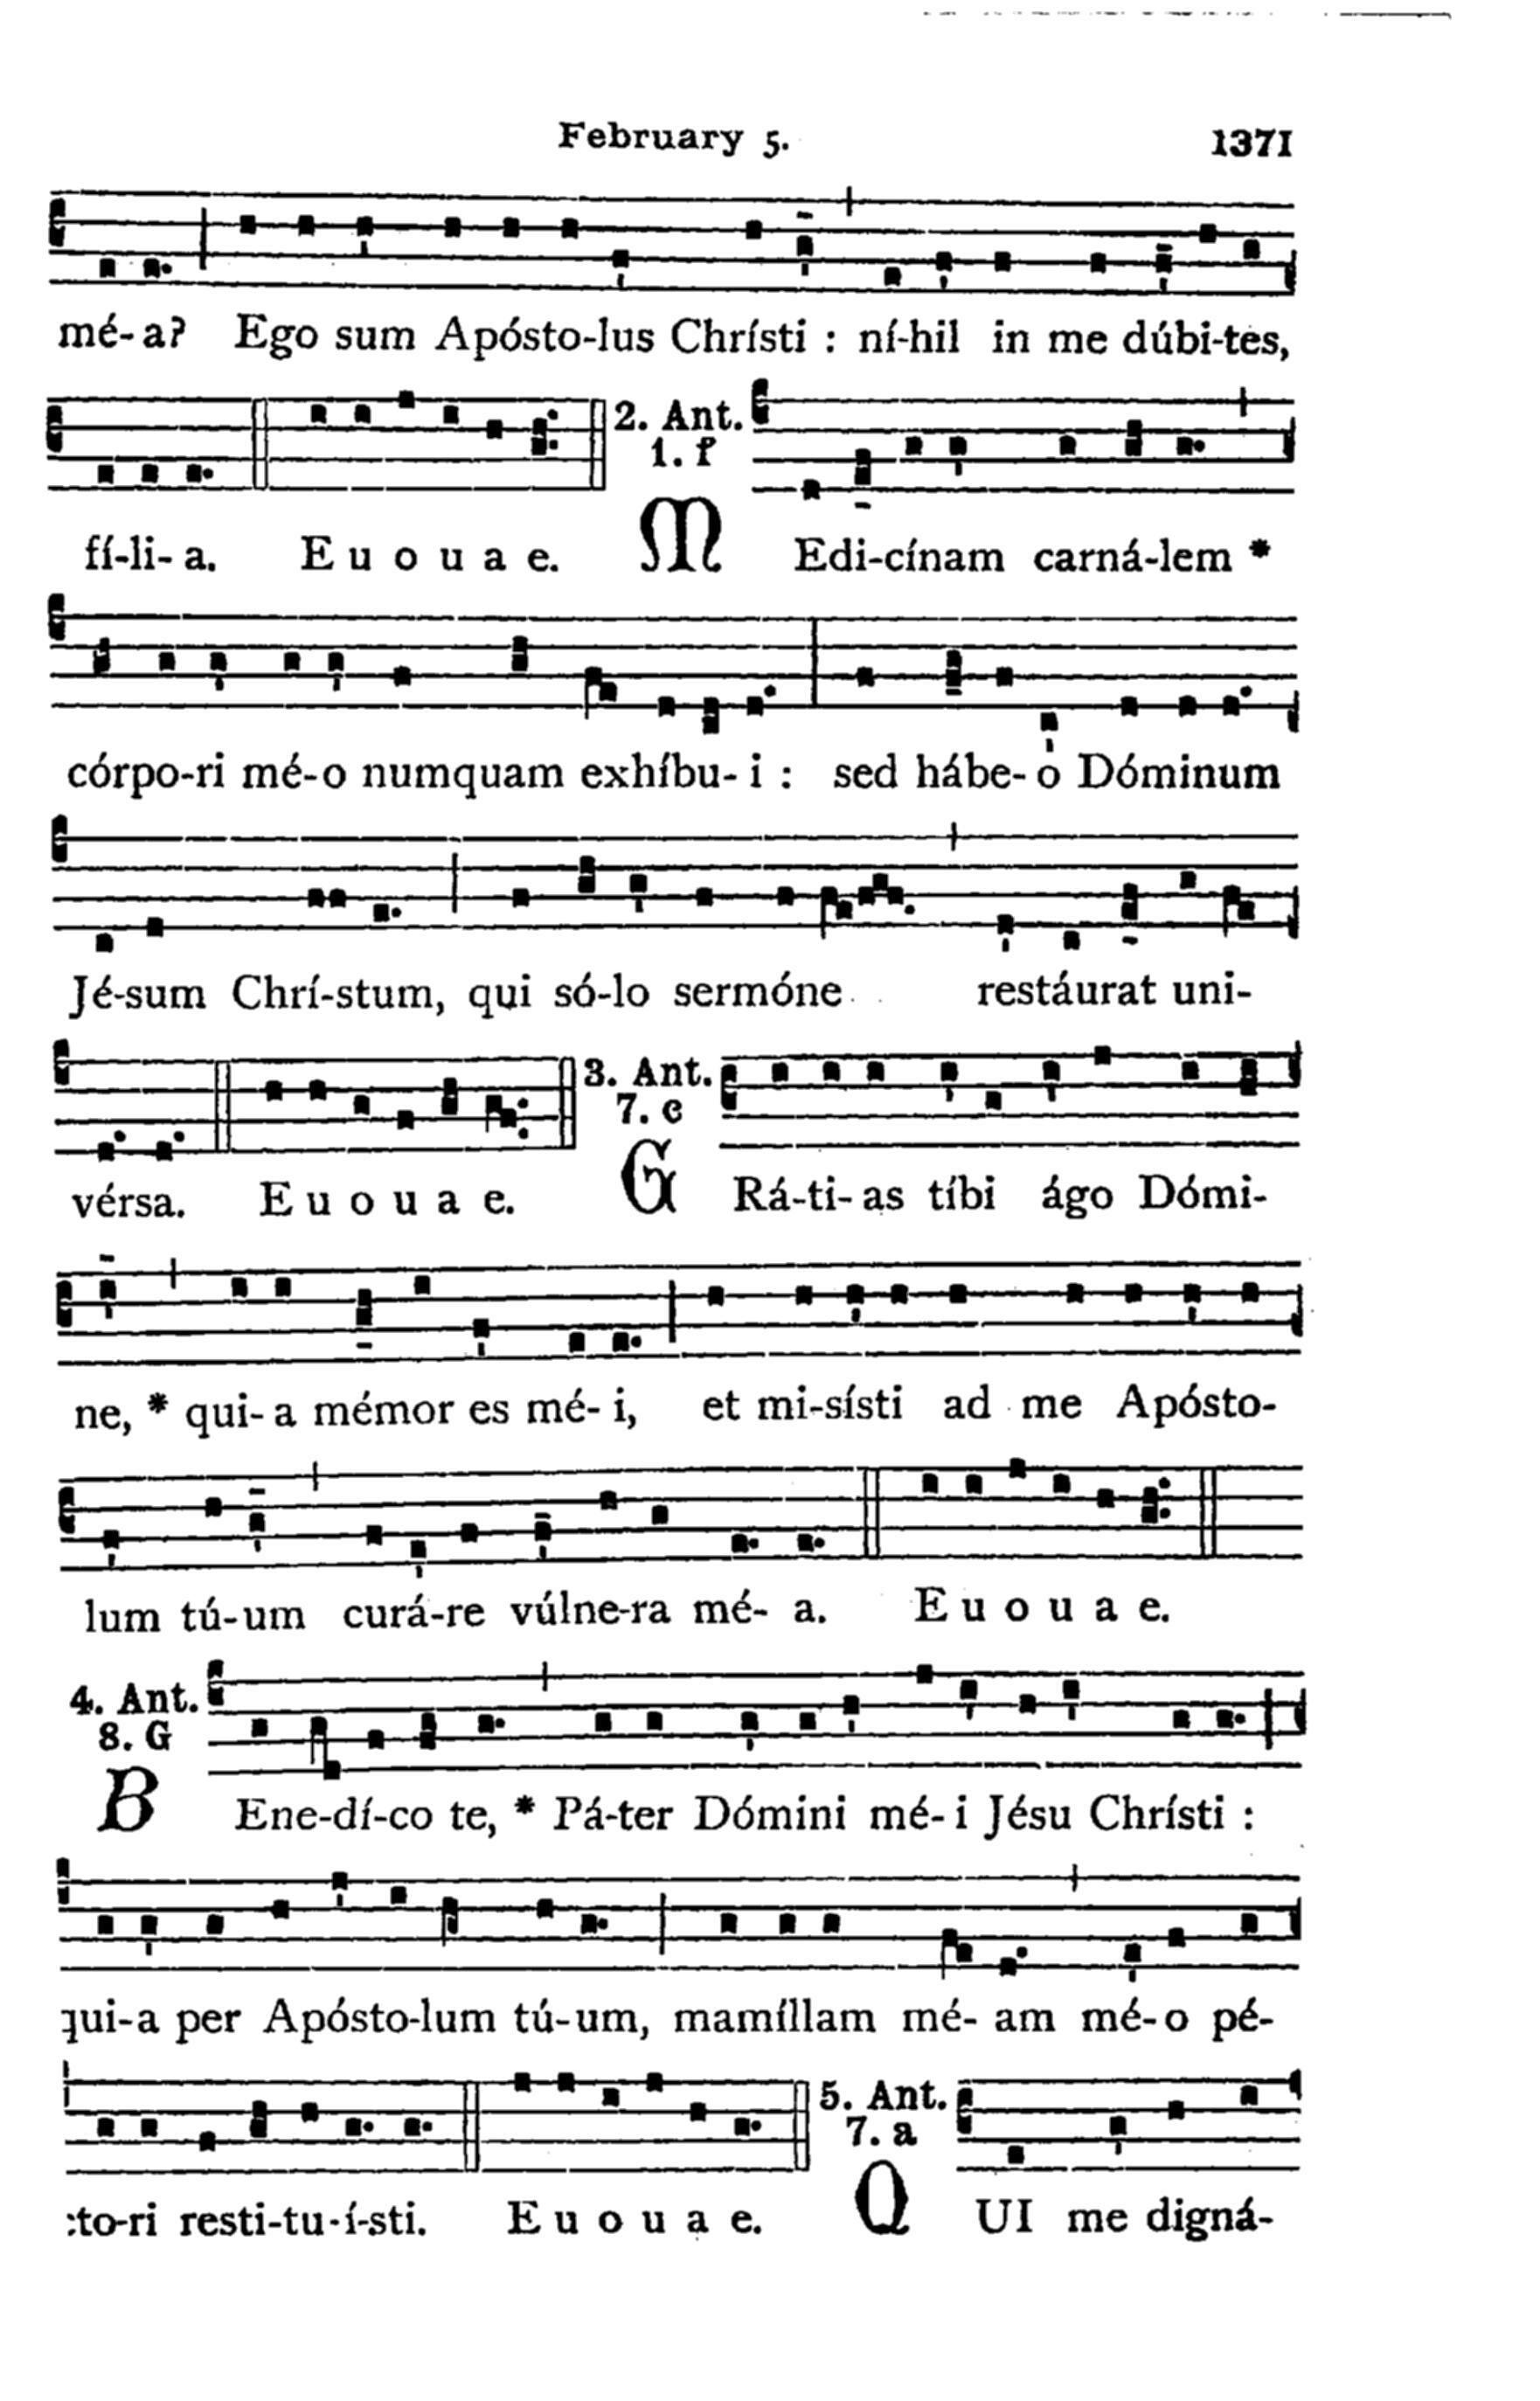 February 5. 1371
mé- a? Ego sum Apósto-lus Chrísti : ní-hil in me dúbi-tes,
2. Ant.
1. f
fí-li- a. E u o u a e. M Edi-cínam carná-lem *
córpo-ri mé-o numquam exhíbu- i : sed hábe- o Dóminum
Jé-sum Chrí-stum, qui só-lo sermóne restáurat uni-
3. Ant.
7. c
vérsa. E u o u a e. G Rá-ti- as tíbi ágo Dómi-
ne, * qui- a mémor es mé- i, et mi-sísti ad me Apósto-
lum tú-um curá-re vúlne-ra mé- a. E u o u a e.
4. Ant.
8. G
B Ene-dí-co te, * Pá-ter Dómini mé- i Jésu Chrísti :
qui-a per Apósto-lum tú-um, mamíllam mé- am mé- o pé-
5. Ant.
7. a
cto-ri resti-tu-í-sti. E u o u a e. Q UI me digná-